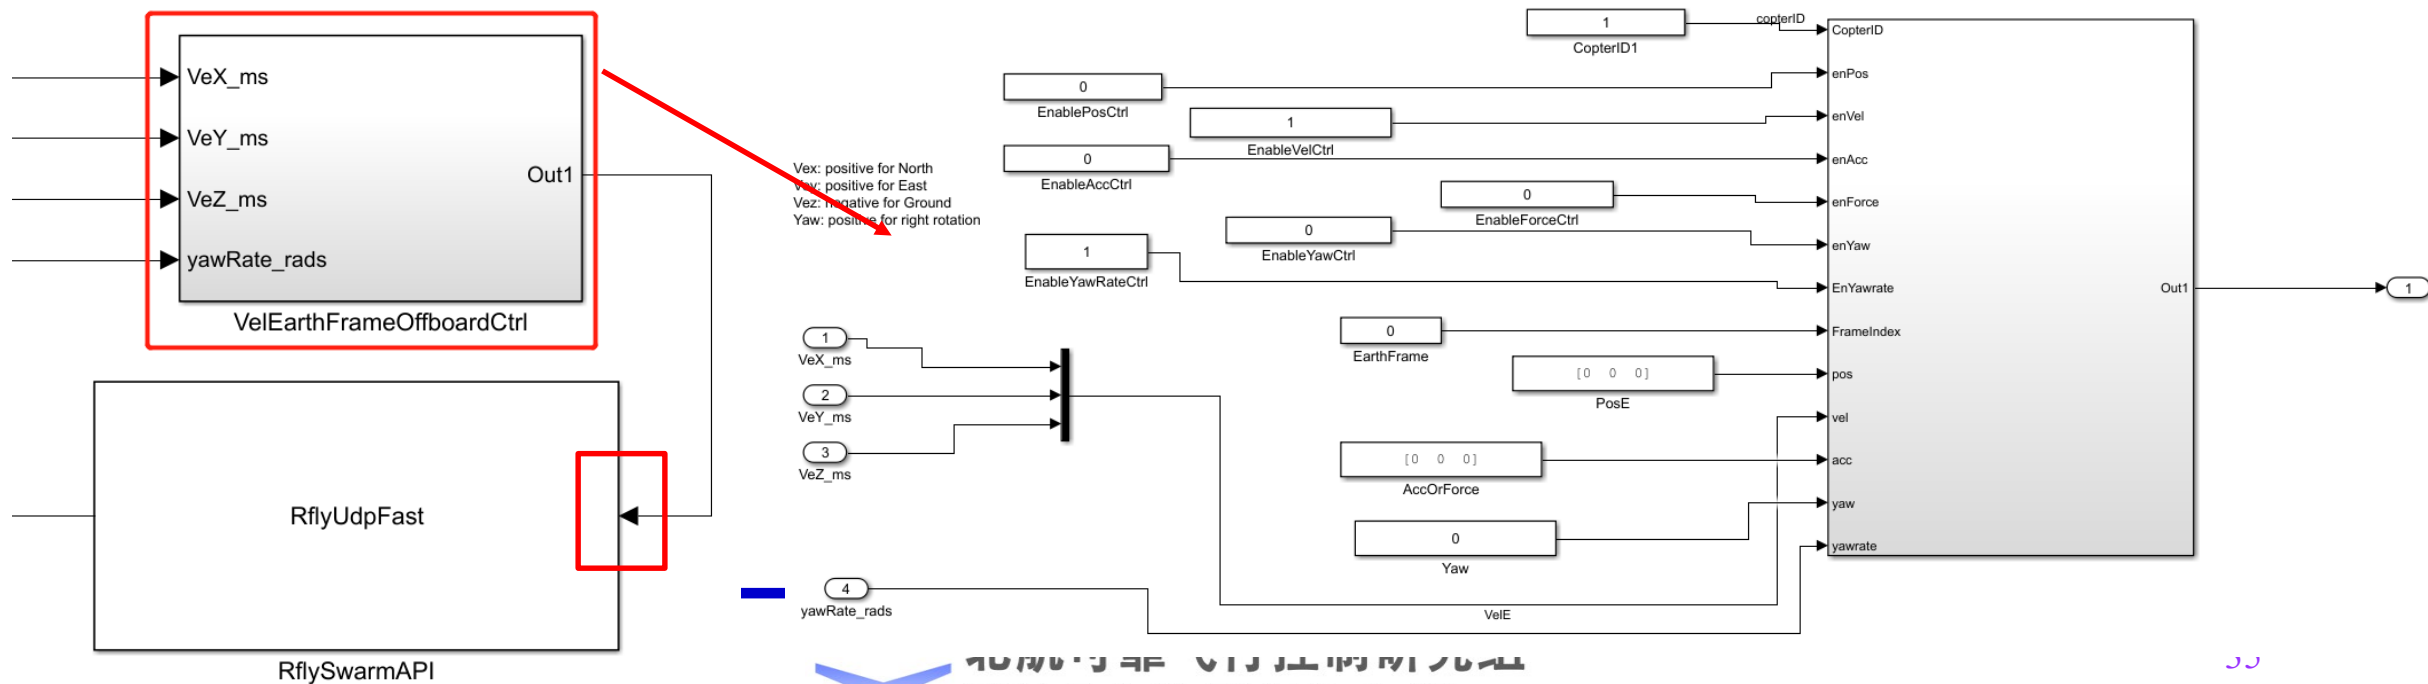 VeX_ms
VeY_ms
VeZ_ms
yawRate_rads
Out1
VelEarthFrameOffboardCtrl
RflyUdpFast
RflySwarmAPI
Vex: positive for North
Vey: positive for East
Vez: negative for Ground
Yaw: positive for right rotation
1
CopterID1
copterID
0
EnablePosCtrl
1
EnableVelCtrl
0
EnableAccCtrl
0
EnableForceCtrl
0
EnableYawCtrl
1
EnableYawRateCtrl
0
EarthFrame
[0 0 0]
PosE
[0 0 0]
AccOrForce
0
Yaw
1
VeX_ms
2
VeY_ms
3
VeZ_ms
4
yawRate_rads
VelE
CopterID
enPos
enVel
enAcc
enForce
enYaw
EnYawrate
FrameIndex
pos
vel
acc
yaw
yawrate
Out1
1